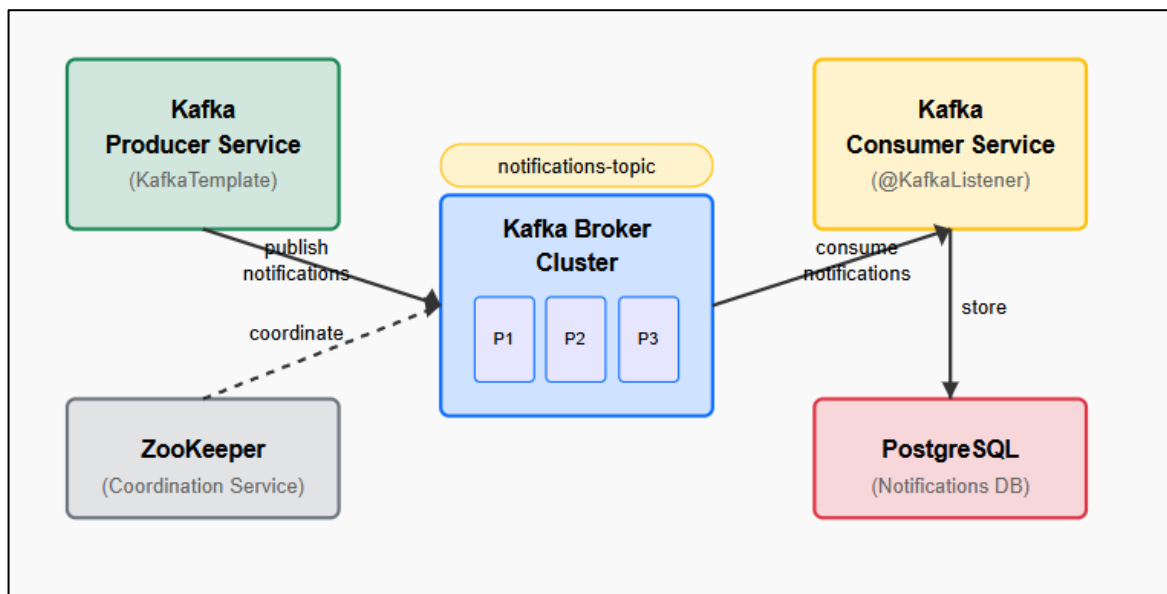 Kafka
Producer Service
(KafkaTemplate)
publish
notifications
coordinate
ZooKeeper
(Coordination Service)
notifications-topic
Kafka Broker
Cluster
P1
P2
P3
Kafka
Consumer Service
(@KafkaListener)
consume
notifications
store
PostgreSQL
(Notifications DB)